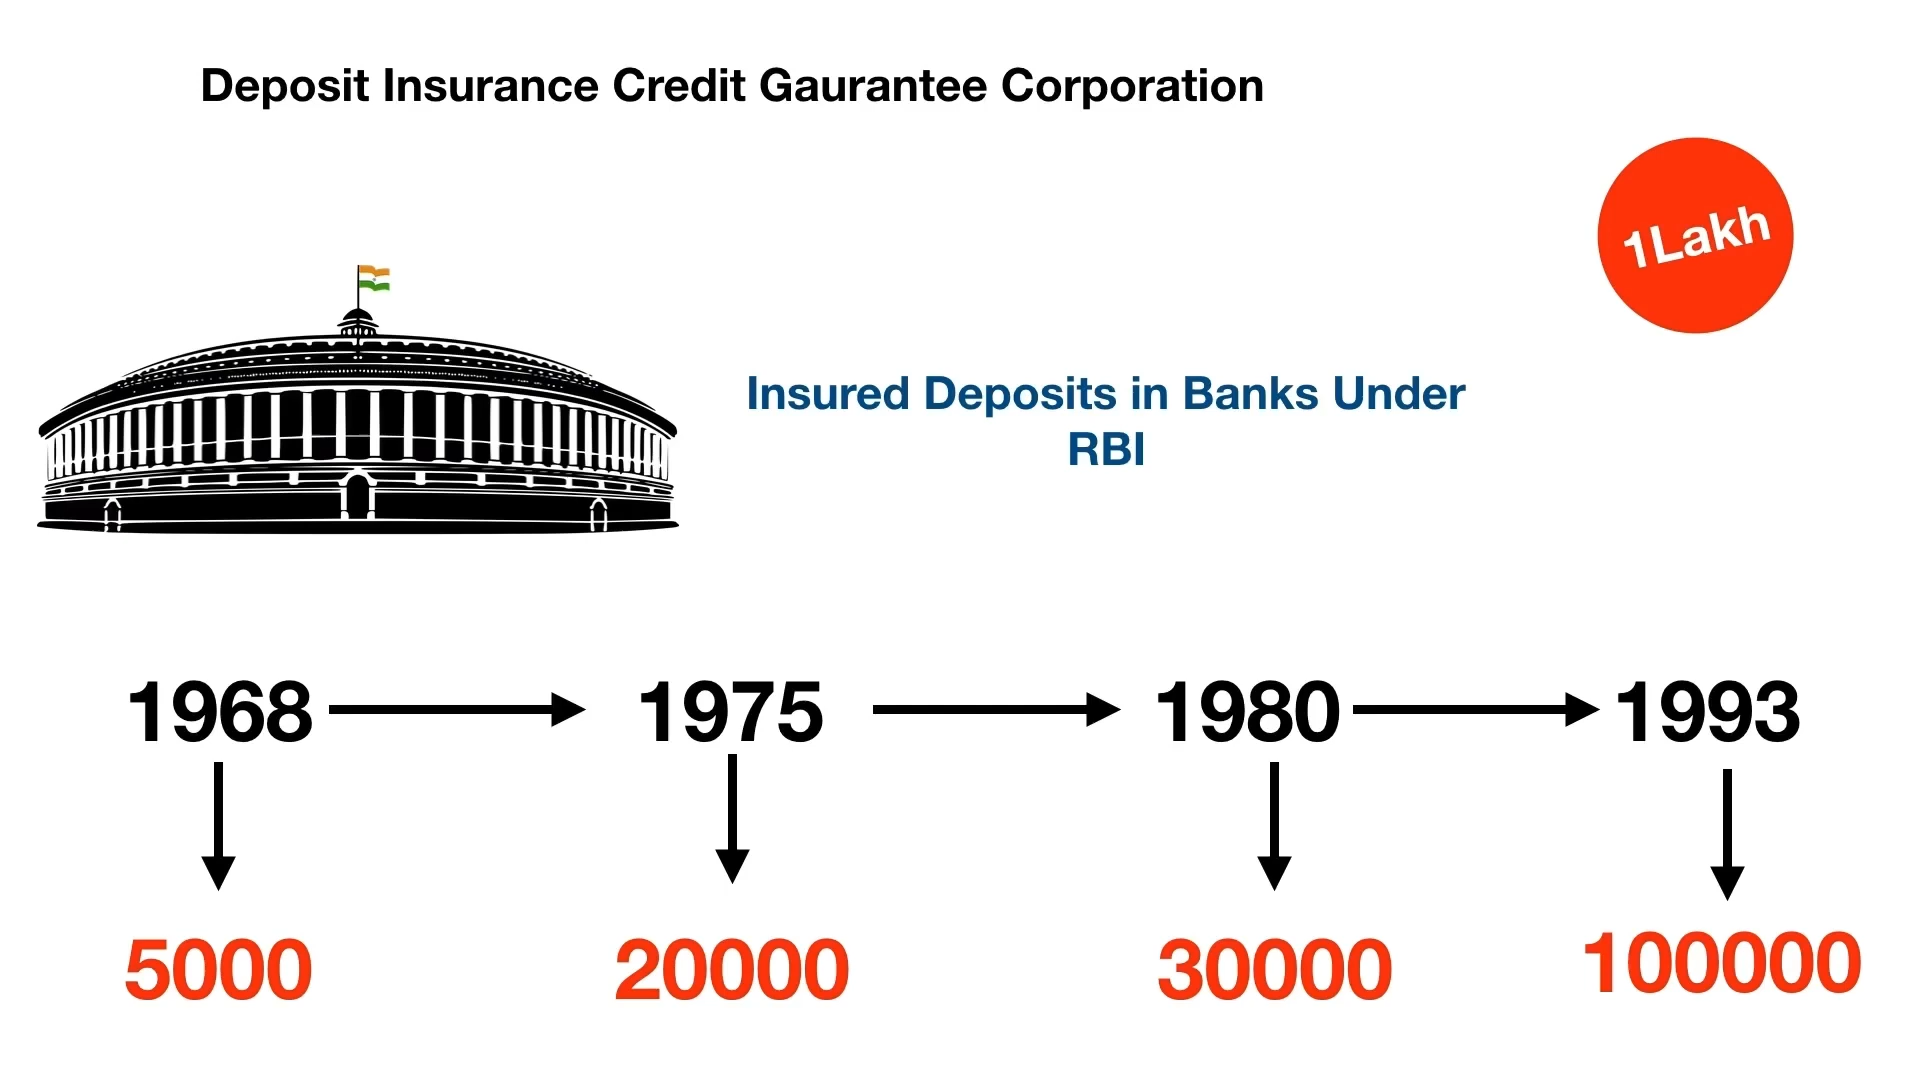 Deposit Insurance Credit Gaurantee Corporation
1Lakh
Insured Deposits in Banks Under
RBI
1968 1975 1980 1993
5000 20000 30000 100000